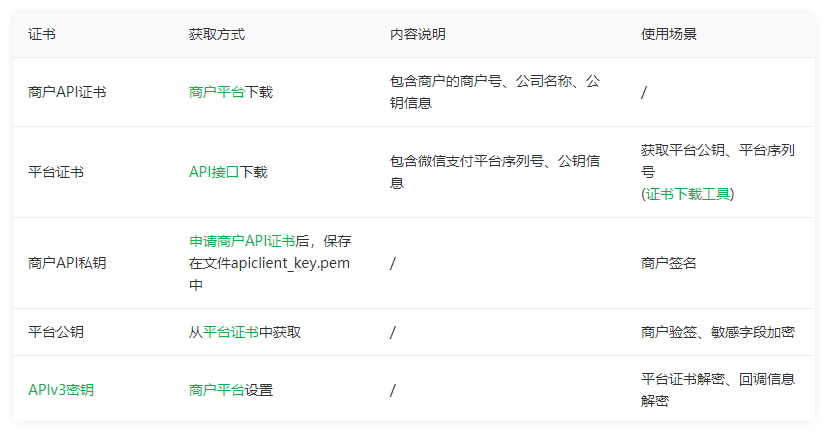 证书 获取方式 内容说明 使用场景
商户API证书 商户平台下载 包含商户的商户号、公司名称、公
钥信息 /
平台证书 API接口下载 包含微信支付平台序列号、公钥信
息 获取平台公钥、平台序列
号
(证书下载工具)
商户API私钥 申请商户API证书后，保存
在文件apiclient_key.pem
中 / 商户签名
平台公钥 从平台证书中获取 / 商户验签、敏感字段加密
APIv3密钥 商户平台设置 / 平台证书解密、回调信息
解密